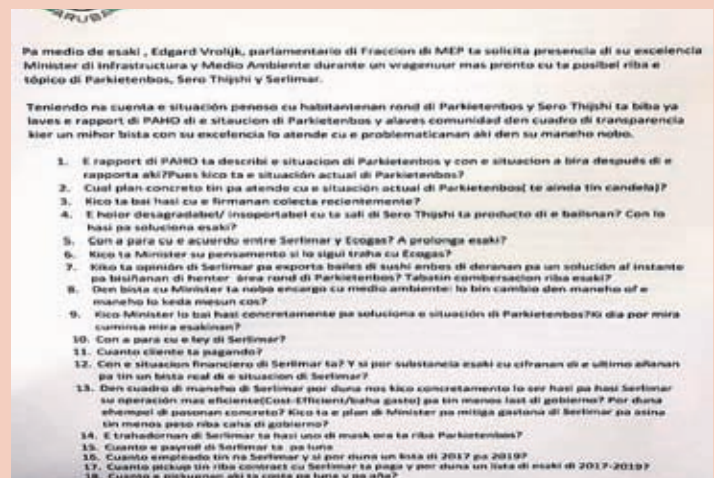 ARUBA
Pa medio de esaki , Edgard Vrolijk, parlamentario di Fraccion di MEP ta solicita presencia di su excelencia
Minister di Infrastructura y Medio Ambiente durante un vragenuur mas pronto cu ta posibel riba e
tópico di Parkietenbos, Sero Thijshi y Serlimar.
Teniendo na cuenta e situación penoso cu habitantenan rond di Parkietenbos y Sero Thijshi ta biba ya
laves e rapport di PAHO di e sitaucion di Parkietenbos y alaves comunidad den cuadro di transparencia
kier un mihor bista con su excelencia lo atende cu e problematicanan aki den su maneho nobo.
1. E rapport di PAHO ta describi e situacion di Parkietenbos y con e situacion a bira después di e
rapporta aki?Pues kico ta e situación actual di Parkietenbos?
2. Cual plan concreto tin pa atende cu e situación actual di Parkietenbos( te ainda tin candela)?
3. Kico ta bai hasi cu e firmanan colecta recientemente?
4. E holor desagradabel/ insoportabel cu ta sali di Sero Thijshi ta producto di e bailsnan? Con lo
hasi pa soluciona esaki?
5. Con a para cu e acuerdo entre Serlimar y Ecogas? A prolonga esaki?
6. Kico ta Minister su pensamento si lo sigui traha cu Ecogas?
7. Kiko ta opinión di Serlimar pa exporta bailes di sushi enbes di deranan pa un solución al instante
pa bisiñanan di henter área rond di Parkietenbos? Tabatin combersacion riba esaki?
8. Den bista cu Minister ta nobo encargo cu medio ambiente: lo bin cambio den maneho of e
maneho lo keda mesun cos?
9. Kico Minister lo bai hasi concretamente pa soluciona e situación di Parkietenbos?Ki dia por mira
cuminsa mira esakinan?
10. Con a para cu e ley di Serlimar?
11. Cuanto cliente ta pagando?
12. Con e situacion financiero di Serlimar ta? Y si por substancia esaki cu cifranan di e ultimo añanan
pa tin un bista real di e situacion di Serlimar?
13. Den cuadro di maneho di Serlimar por duna nos kico concretamento lo ser hasi pa hasi Serlimar
su operación mas eficiente(Cost-Efficient/baha gasto) pa tin menos last di gobierno? Por duna
ehempel di posonan concreto? Kico ta e plan di Minister pa mitiga gastonan di Serlimar pa asina
tin menos peso riba caha di gobierno?
14. E trahadornan di Serlimar ta hasi uso di mask ora ta riba Parkietenbos?
15. Cuanto e payroll di Serlimar ta pa luna
16. Cuanto empleado tin na Serlimar y si por duna un lista di 2017 pa 2019?
17. Cuanto pickup tin riba contract cu Serlimar ta paga y por duna un lista di esaki di 2017-2019?
18. Cuanto e pickupnan aki ta costa pa luna y pa aña?